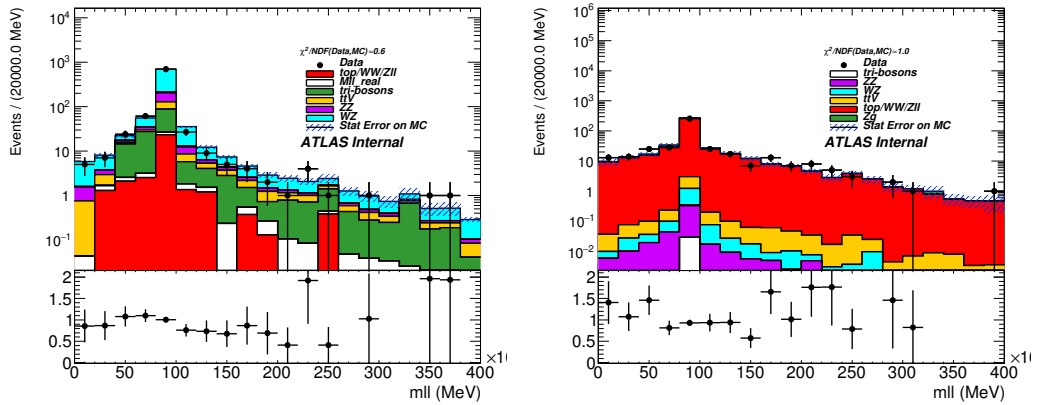 Events / (20000.0 MeV)
10⁴
10³
10²
10
1
10⁻¹
χ²/NDF(Data,MC)=0.6
Data
top/WW/Zll
Mll_real
tri-bosons
ttV
ZZ
WZ
Stat Error on MC
ATLAS Internal
2
1.5
1
0.5
0
0 50 100 150 200 250 300 350 400
mll (MeV)
Events / (20000.0 MeV)
10⁶
10⁵
10⁴
10³
10²
10
1
10⁻¹
10⁻²
χ²/NDF(Data,MC)=1.0
Data
tri-bosons
ZZ
WZ
ttV
top/WW/Zll
Zg
Stat Error on MC
ATLAS Internal
2
1.5
1
0.5
0
0 50 100 150 200 250 300 350 400
mll (MeV)